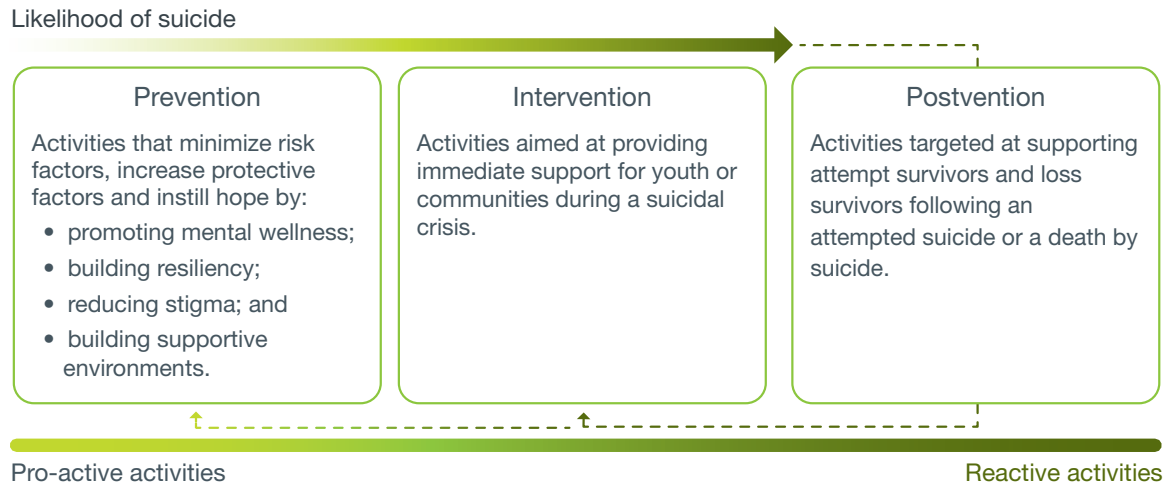 Likelihood of suicide
Prevention
Activities that minimize risk
factors, increase protective
factors and instill hope by:
• promoting mental wellness;
• building resiliency;
• reducing stigma; and
• building supportive
environments.
Intervention
Activities aimed at providing
immediate support for youth or
communities during a suicidal
crisis.
Postvention
Activities targeted at supporting
attempt survivors and loss
survivors following an
attempted suicide or a death by
suicide.
Pro-active activities
Reactive activities